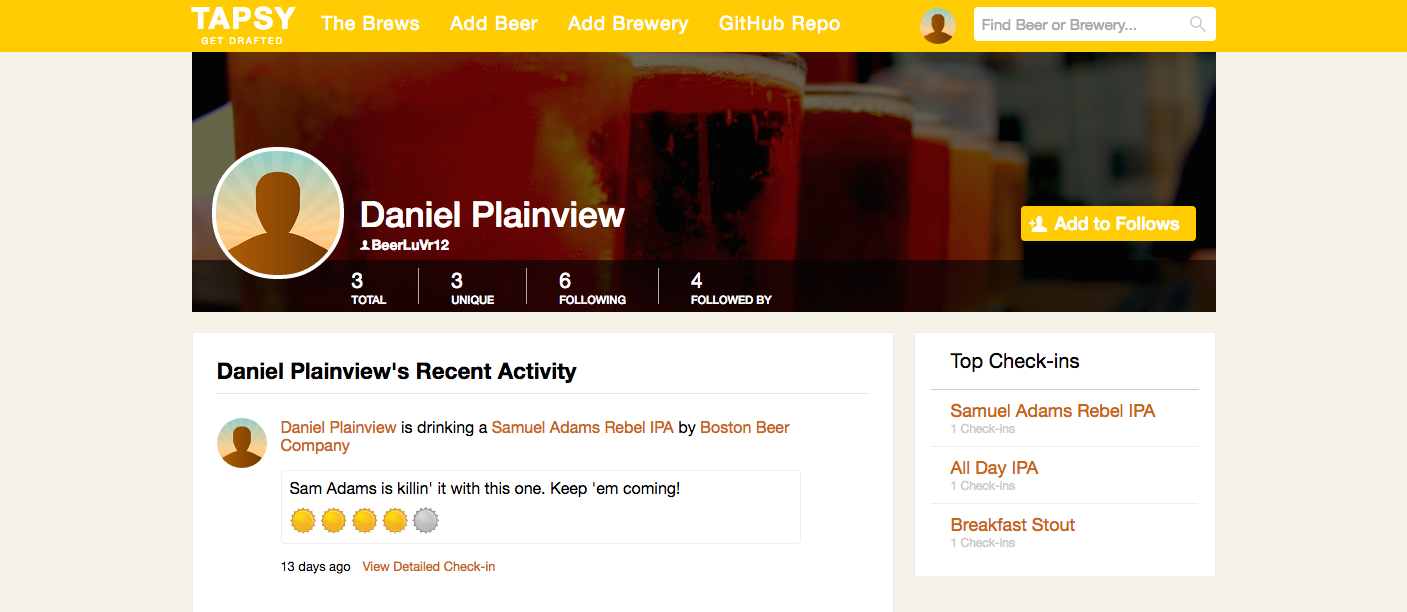 TAPSY
GET DRAFTED
The Brews
Add Beer
Add Brewery
GitHub Repo
Find Beer or Brewery...
Daniel Plainview
BeerLuVr12
Add to Follows
3
TOTAL
3
UNIQUE
6
FOLLOWING
4
FOLLOWED BY
Daniel Plainview's Recent Activity
Daniel Plainview is drinking a Samuel Adams Rebel IPA by Boston Beer
Company
Sam Adams is killin' it with this one. Keep 'em coming!
13 days ago View Detailed Check-in
Top Check-ins
Samuel Adams Rebel IPA
1 Check-ins
All Day IPA
1 Check-ins
Breakfast Stout
1 Check-ins